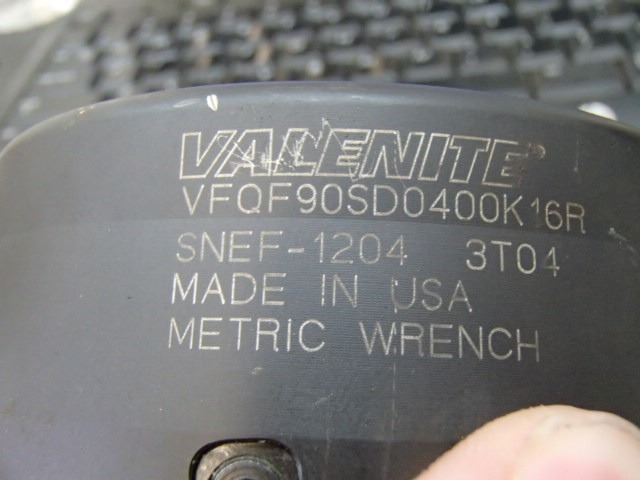 VALENITE
VFQF90SD0400K16R
SNEF-1204 3T04
MADE IN USA
METRIC WRENCH